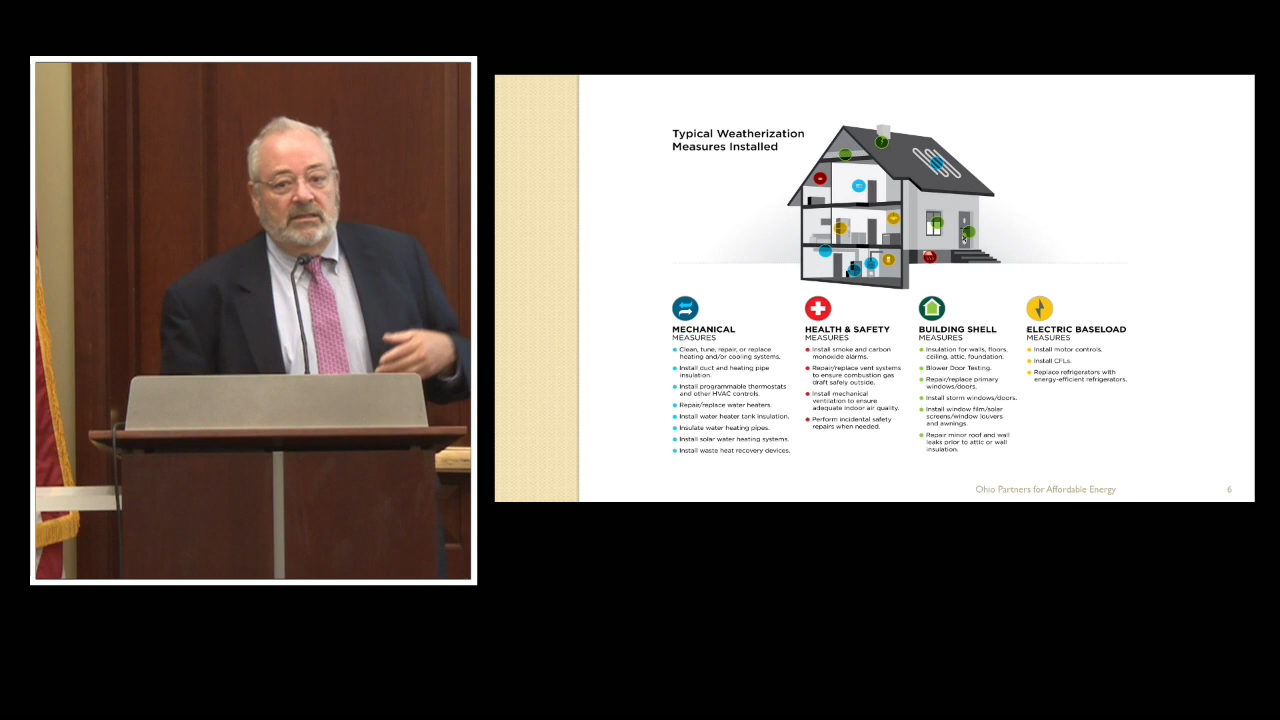 Typical Weatherization
Measures Installed
MECHANICAL
MEASURES
Clean, tune, repair, or replace
heating and/or cooling systems.
Install duct and heating pipe
insulation.
Install programmable thermostats
and other HVAC controls.
Repair/replace water heaters.
Install water heater tank insulation.
Insulate water heating pipes.
Install solar water heating systems.
Install waste heat recovery devices.
HEALTH & SAFETY
MEASURES
Install smoke and carbon
monoxide alarms.
Repair/replace vent systems
to ensure combustion gas
draft safely outside.
Install mechanical
ventilation to ensure
adequate indoor air quality.
Perform incidental safety
repairs when needed.
BUILDING SHELL
MEASURES
Insulation for walls, floors,
ceiling, attic, foundation.
Blower Door Testing.
Repair/replace primary
windows/doors.
Install storm windows/doors.
Install window film/solar
screens/window louvers
and awnings.
Repair minor roof and wall
leaks prior to attic or wall
insulation.
ELECTRIC BASELOAD
MEASURES
Install motor controls.
Install CFLs.
Replace refrigerators with
energy-efficient refrigerators.
Ohio Partners for Affordable Energy
6